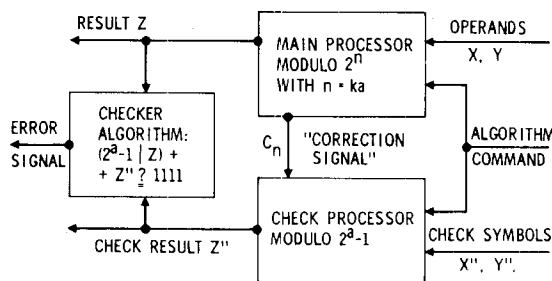 RESULT Z
MAIN PROCESSOR
MODULO 2ⁿ
WITH n = ka
OPERANDS
X, Y
CHECKER
ALGORITHM:
(2ᵃ-1 | Z) +
+ Z" ? 1111
ERROR
SIGNAL
Cₙ
"CORRECTION
SIGNAL"
ALGORITHM
COMMAND
CHECK RESULT Z"
CHECK PROCESSOR
MODULO 2ᵃ-1
CHECK SYMBOLS
X", Y".